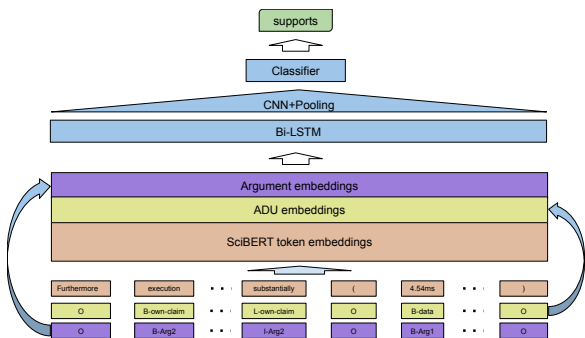 supports
Classifier
CNN+Pooling
Bi-LSTM
Argument embeddings
ADU embeddings
SciBERT token embeddings
Furthermore execution ... substantially ( 4.54ms ... )
O B-own-claim ... L-own-claim O B-data ... O
O B-Arg2 ... I-Arg2 O B-Arg1 ... O